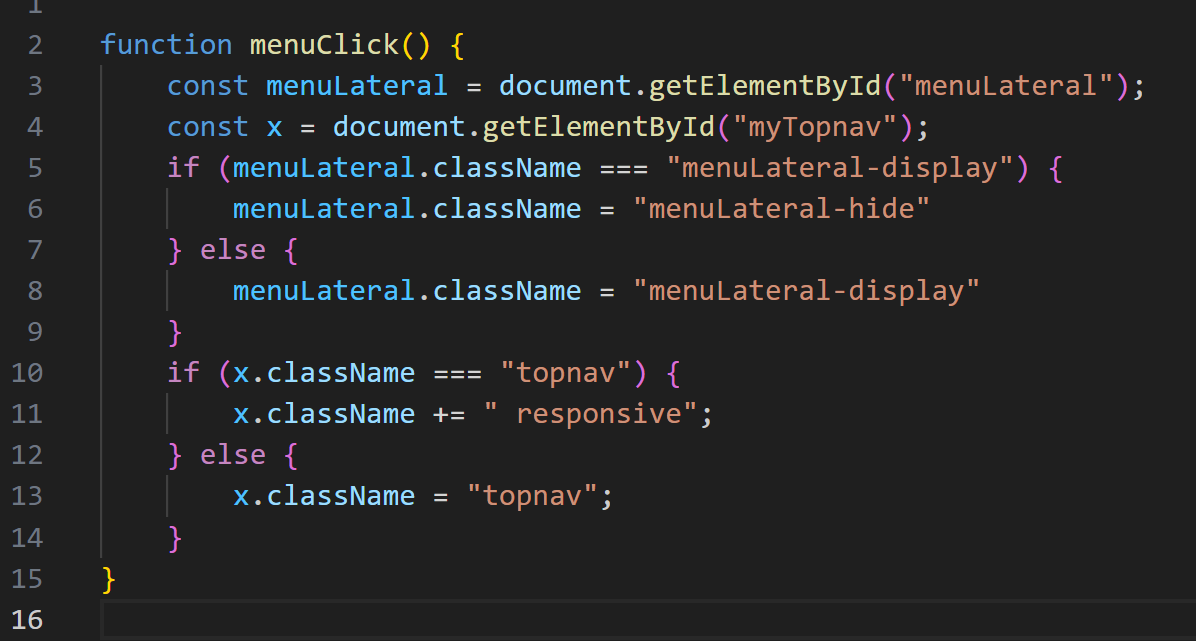 1
2 function menuClick() {
3     const menuLateral = document.getElementById("menuLateral");
4     const x = document.getElementById("myTopnav");
5     if (menuLateral.className === "menuLateral-display") {
6         menuLateral.className = "menuLateral-hide"
7     } else {
8         menuLateral.className = "menuLateral-display"
9     }
10     if (x.className === "topnav") {
11         x.className += " responsive";
12     } else {
13         x.className = "topnav";
14     }
15 }
16